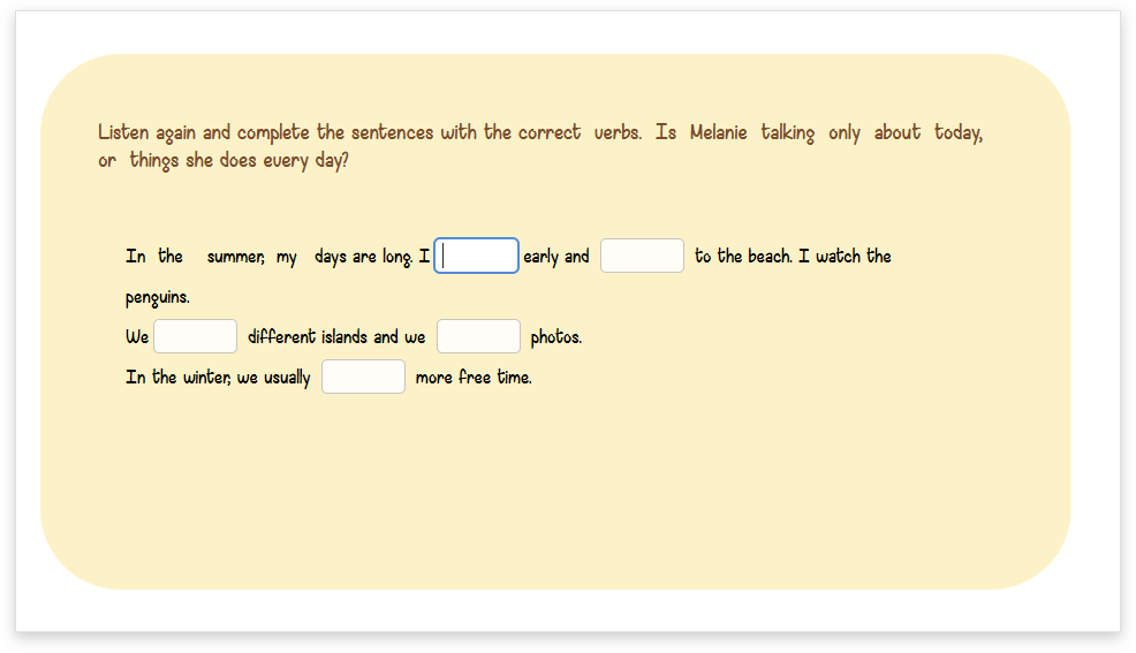 Listen again and complete the sentences with the correct verbs. Is Melanie talking only about today,
or things she does every day?
In the summer, my days are long. I early and to the beach. I watch the
penguins.
We different islands and we photos.
In the winter, we usually more free time.